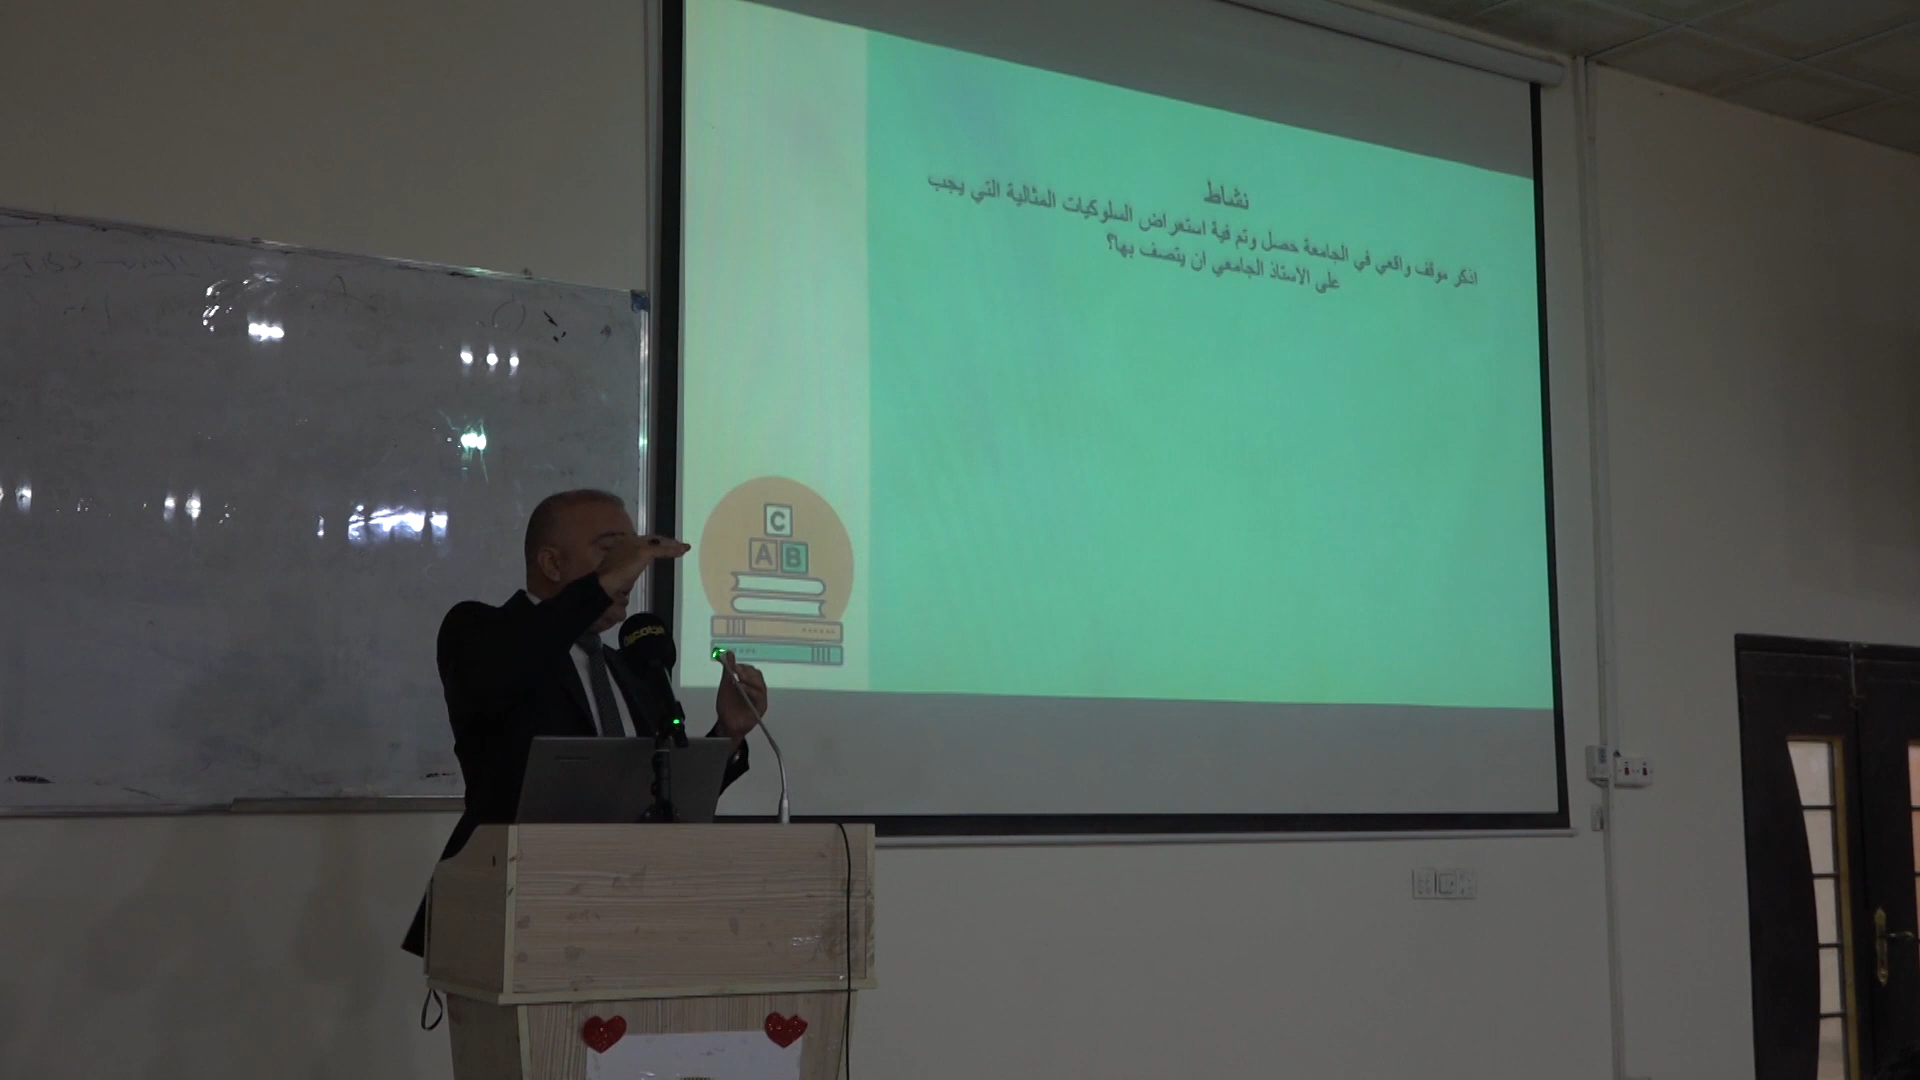 نشاط
اذكر موقف واقعي في الجامعة حصل وتم فية استعراض السلوكيات المثالية التي يجب
على الاستاذ الجامعي ان يتصف بها؟
C
A B